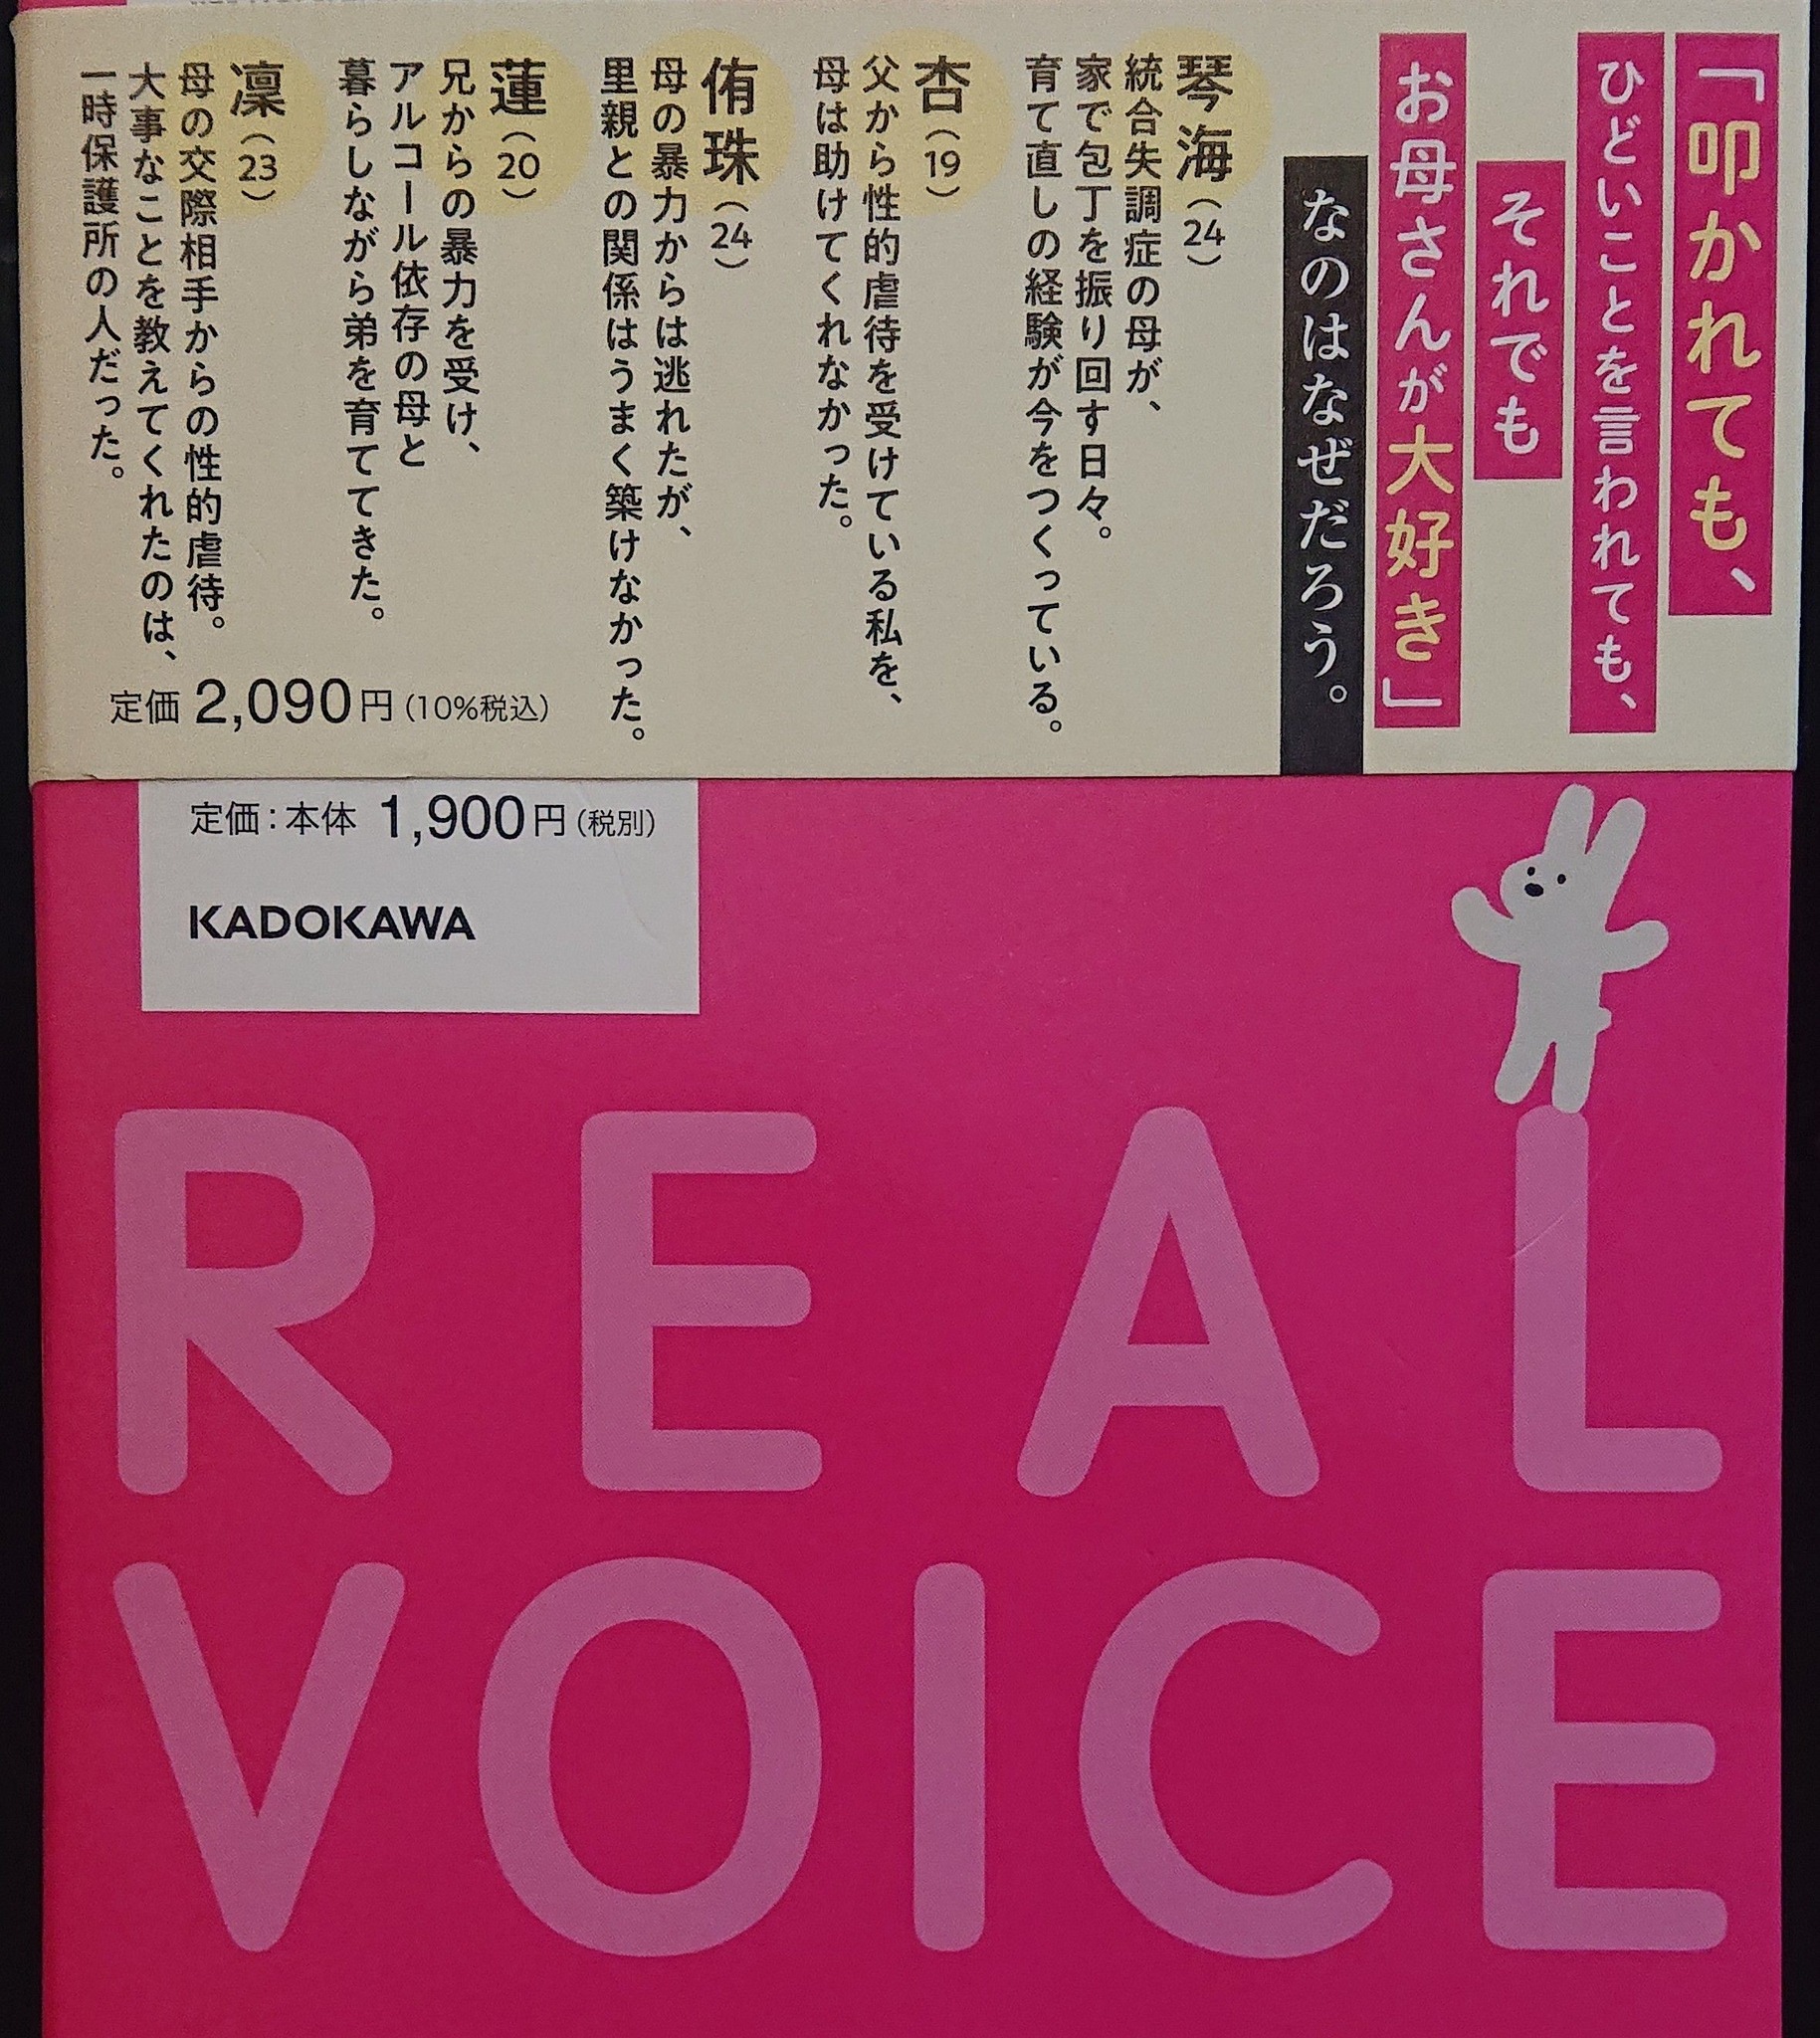 「叩かれても、
ひどいことを言われても、
それでも
お母さんが大好き」
なのはなぜだろう。
琴海（24）
統合失調症の母が、
家で包丁を振り回す日々。
育て直しの経験が今をつくっている。
杏（19）
父から性的虐待を受けている私を、
母は助けてくれなかった。
侑珠（24）
母の暴力からは逃れたが、
里親との関係はうまく築けなかった。
蓮（20）
兄からの暴力を受け、
アルコール依存の母と
暮らしながら弟を育ててきた。
凜（23）
母の交際相手からの性的虐待。
大事なことを教えてくれたのは、
一時保護所の人だった。
定価 2,090円（10%税込）
定価：本体 1,900円（税別）
KADOKAWA
REAL
VOICE